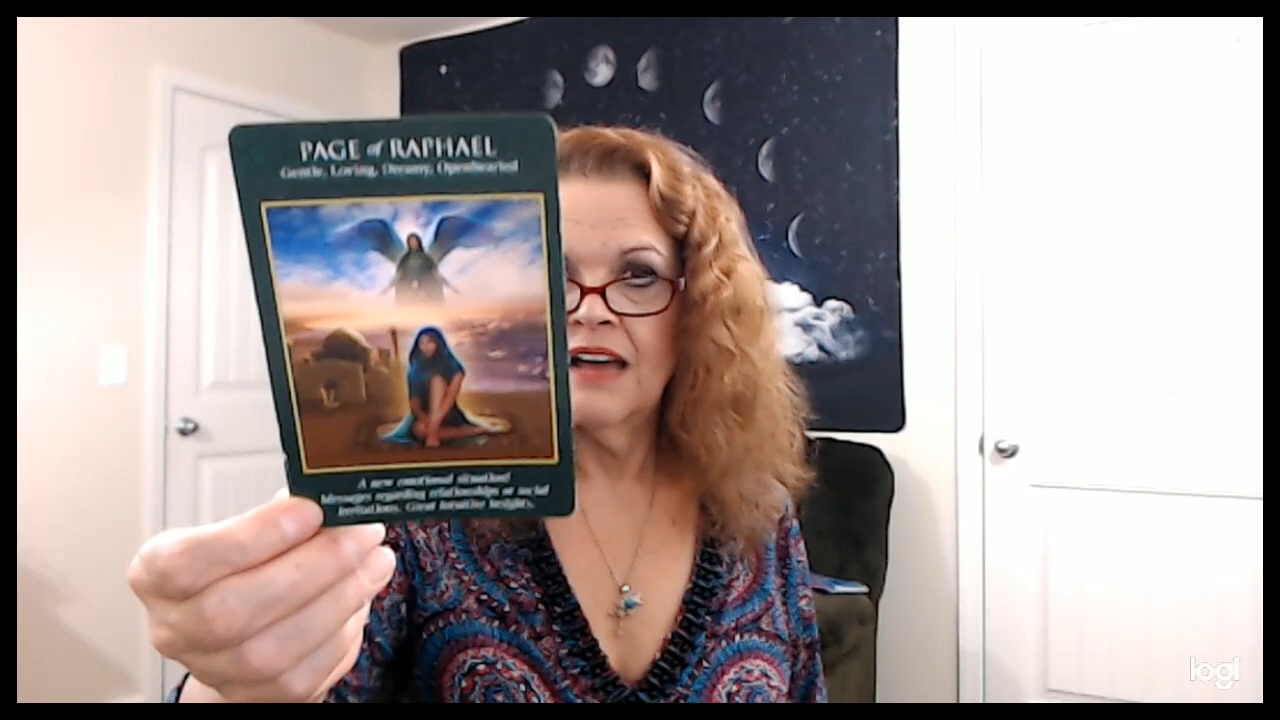 PAGE of RAPHAEL
Gentle, Loving, Dreamy, Openhearted
A new emotional situation!
Messages regarding relationships or social
invitations. Great intuitive insights.
logi